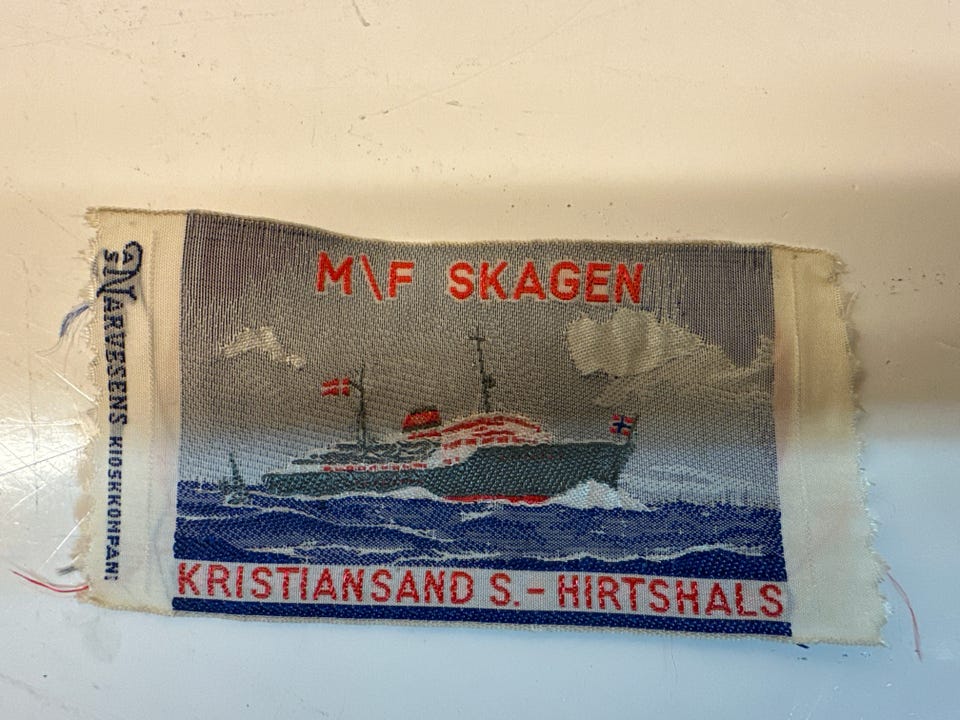 M\F SKAGEN
KRISTIANSAND S.- HIRTSHALS
A/S NARVESENS KIOSKKOMPANI